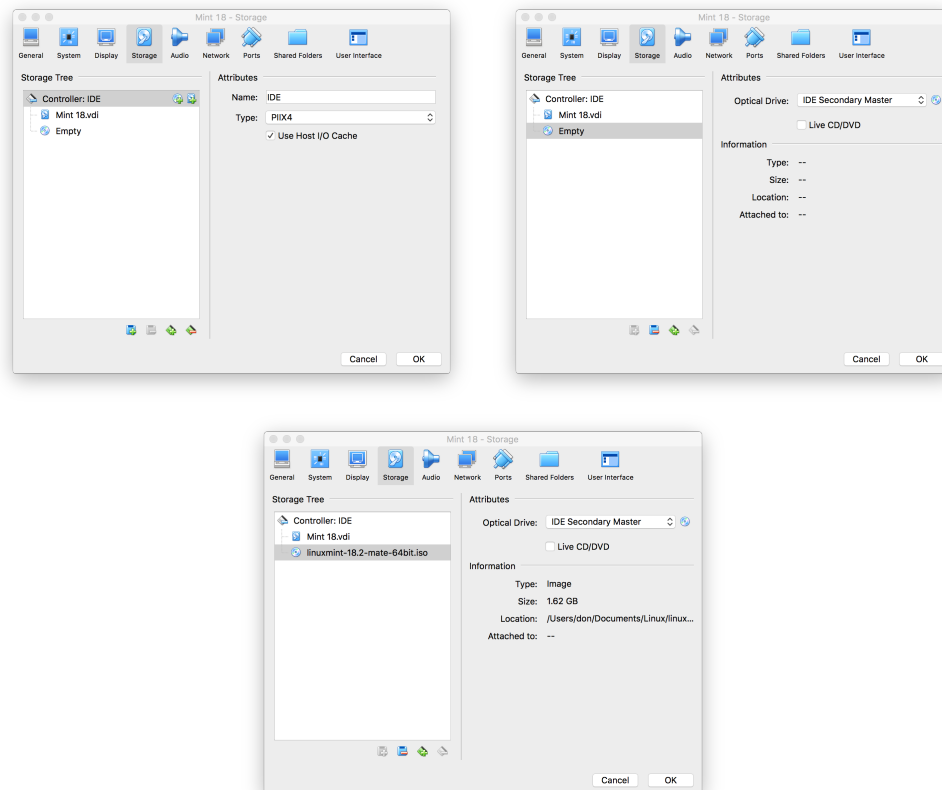 Mint 18 - Storage
General System Display Storage Audio Network Ports Shared Folders User Interface
Storage Tree
Controller: IDE
Mint 18.vdi
Empty
Attributes
Name: IDE
Type: PIIX4
Use Host I/O Cache
Cancel OK
Mint 18 - Storage
General System Display Storage Audio Network Ports Shared Folders User Interface
Storage Tree
Controller: IDE
Mint 18.vdi
Empty
Attributes
Optical Drive: IDE Secondary Master
Live CD/DVD
Information
Type: --
Size: --
Location: --
Attached to: --
Cancel OK
Mint 18 - Storage
General System Display Storage Audio Network Ports Shared Folders User Interface
Storage Tree
Controller: IDE
Mint 18.vdi
linuxmint-18.2-mate-64bit.iso
Attributes
Optical Drive: IDE Secondary Master
Live CD/DVD
Information
Type: Image
Size: 1.62 GB
Location: /Users/don/Documents/Linux/linux...
Attached to: --
Cancel OK